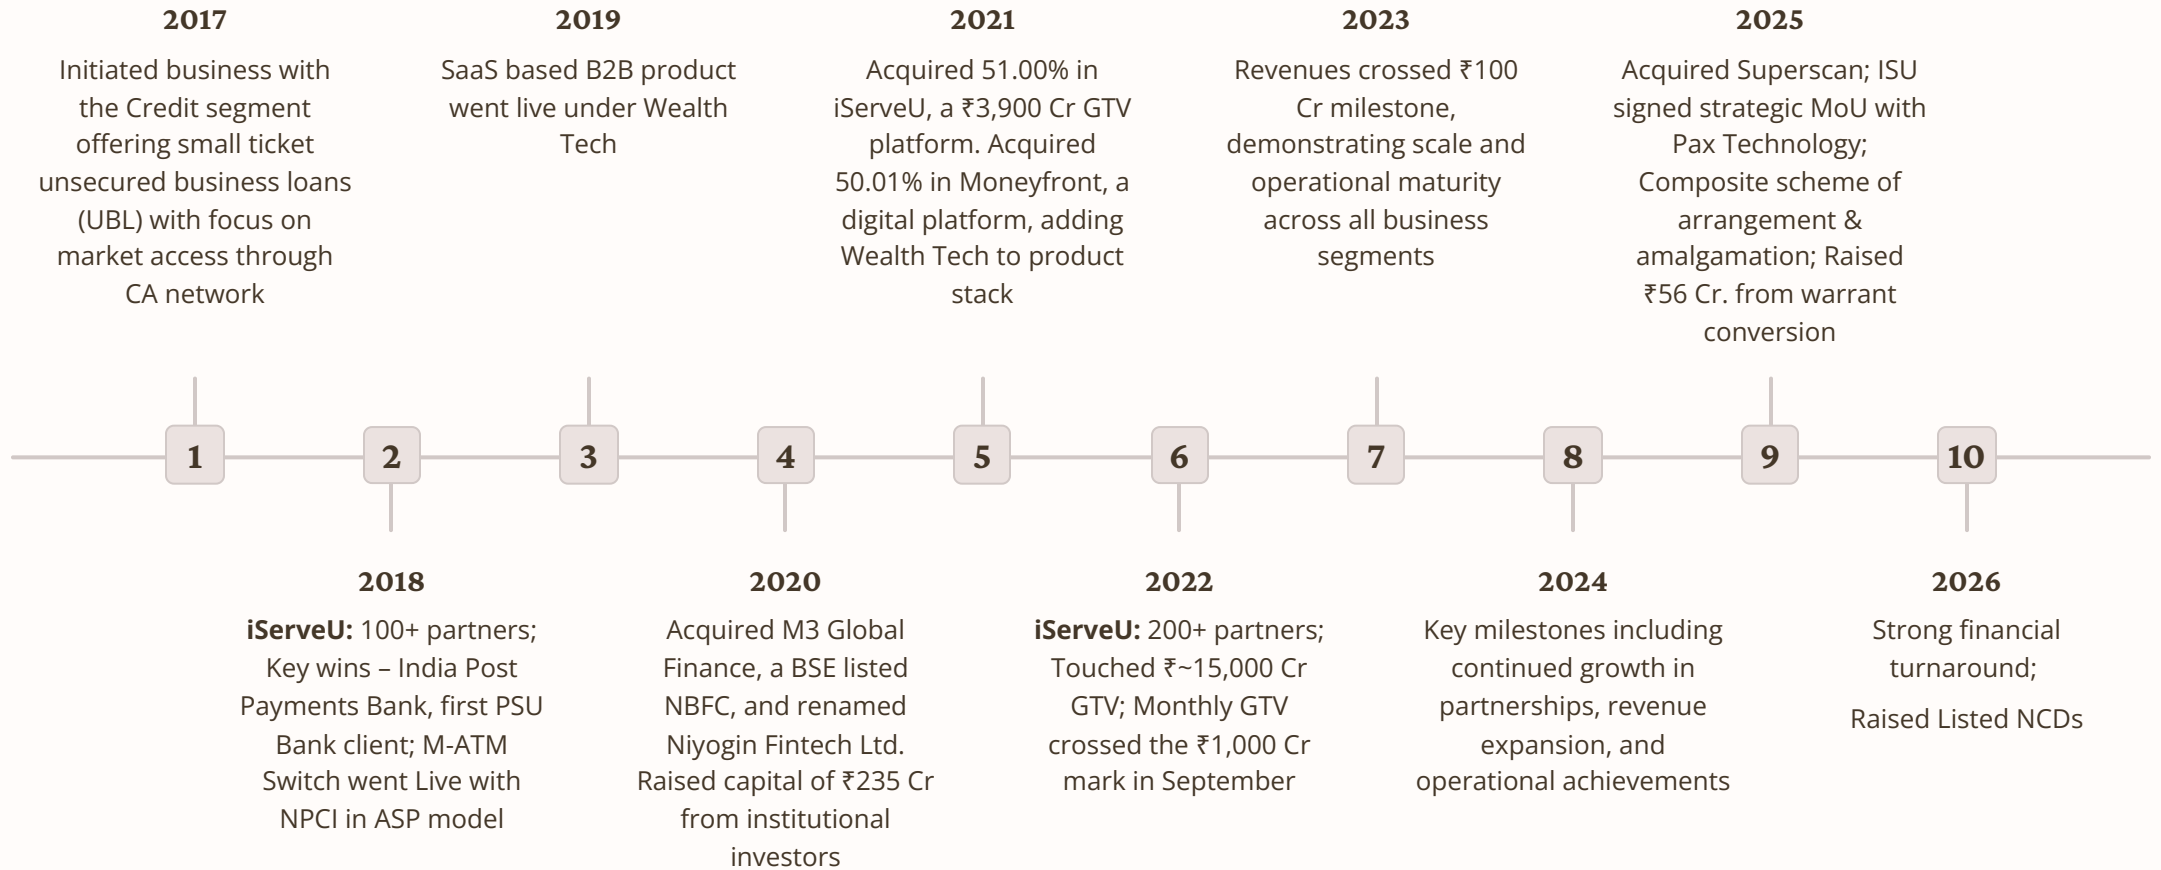 2017
Initiated business with
the Credit segment
offering small ticket
unsecured business loans
(UBL) with focus on
market access through
CA network
2019
SaaS based B2B product
went live under Wealth
Tech
2021
Acquired 51.00% in
iServeU, a ₹3,900 Cr GTV
platform. Acquired
50.01% in Moneyfront, a
digital platform, adding
Wealth Tech to product
stack
2023
Revenues crossed ₹100
Cr milestone,
demonstrating scale and
operational maturity
across all business
segments
2025
Acquired Superscan; ISU
signed strategic MoU with
Pax Technology;
Composite scheme of
arrangement &
amalgamation; Raised
₹56 Cr. from warrant
conversion
1
2
3
4
5
6
7
8
9
10
2018
iServeU: 100+ partners;
Key wins – India Post
Payments Bank, first PSU
Bank client; M-ATM
Switch went Live with
NPCI in ASP model
2020
Acquired M3 Global
Finance, a BSE listed
NBFC, and renamed
Niyogin Fintech Ltd.
Raised capital of ₹235 Cr
from institutional
investors
2022
iServeU: 200+ partners;
Touched ₹~15,000 Cr
GTV; Monthly GTV
crossed the ₹1,000 Cr
mark in September
2024
Key milestones including
continued growth in
partnerships, revenue
expansion, and
operational achievements
2026
Strong financial
turnaround;
Raised Listed NCDs